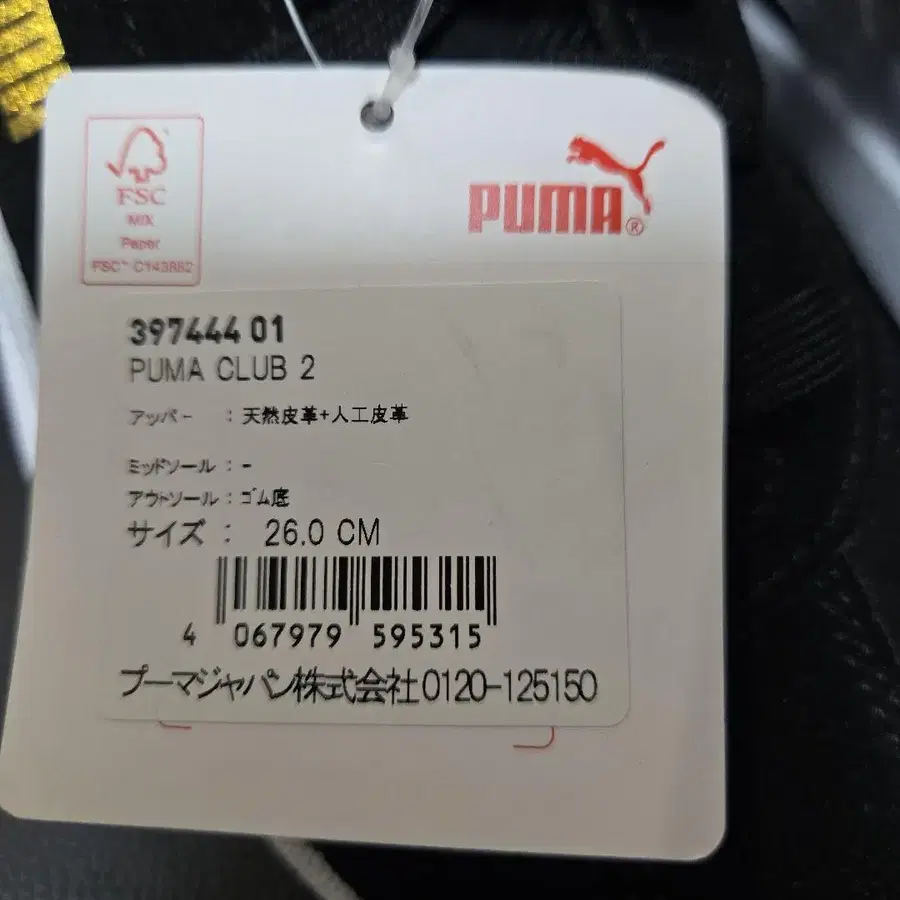 FSC
MIX
Paper
FSC™ C143882
PUMA®
397444 01
PUMA CLUB 2
アッパー : 天然皮革+人工皮革
ミッドソール : -
アウトソール : ゴム底
サイズ : 26.0 CM
4 067979 595315
プーマジャパン株式会社0120-125150